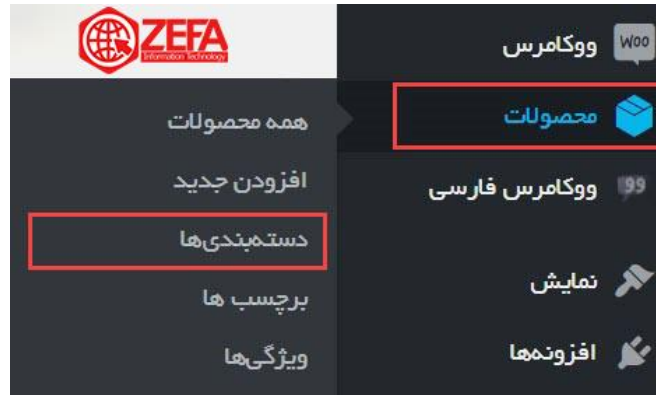 ووکامرس
Woo
محصولات
ووکامرس فارسی
99
نمایش
افزونه‌ها
ZEFA
Information Technology
همه محصولات
افزودن جدید
دسته‌بندی‌ها
برچسب ها
ویژگی‌ها